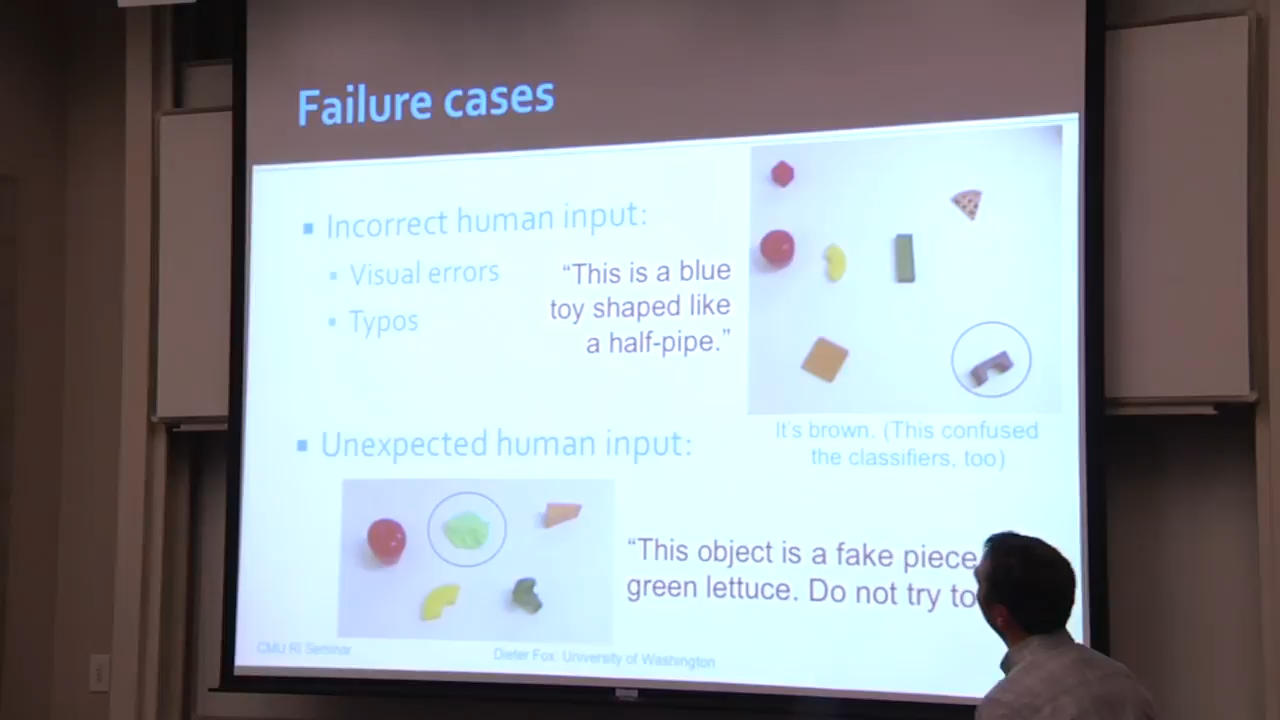 Failure cases
Incorrect human input:
Visual errors
Typos
“This is a blue
toy shaped like
a half-pipe.”
It's brown. (This confused
the classifiers, too)
Unexpected human input:
“This object is a fake piece
green lettuce. Do not try to
CMU RI Seminar
Dieter Fox: University of Washington